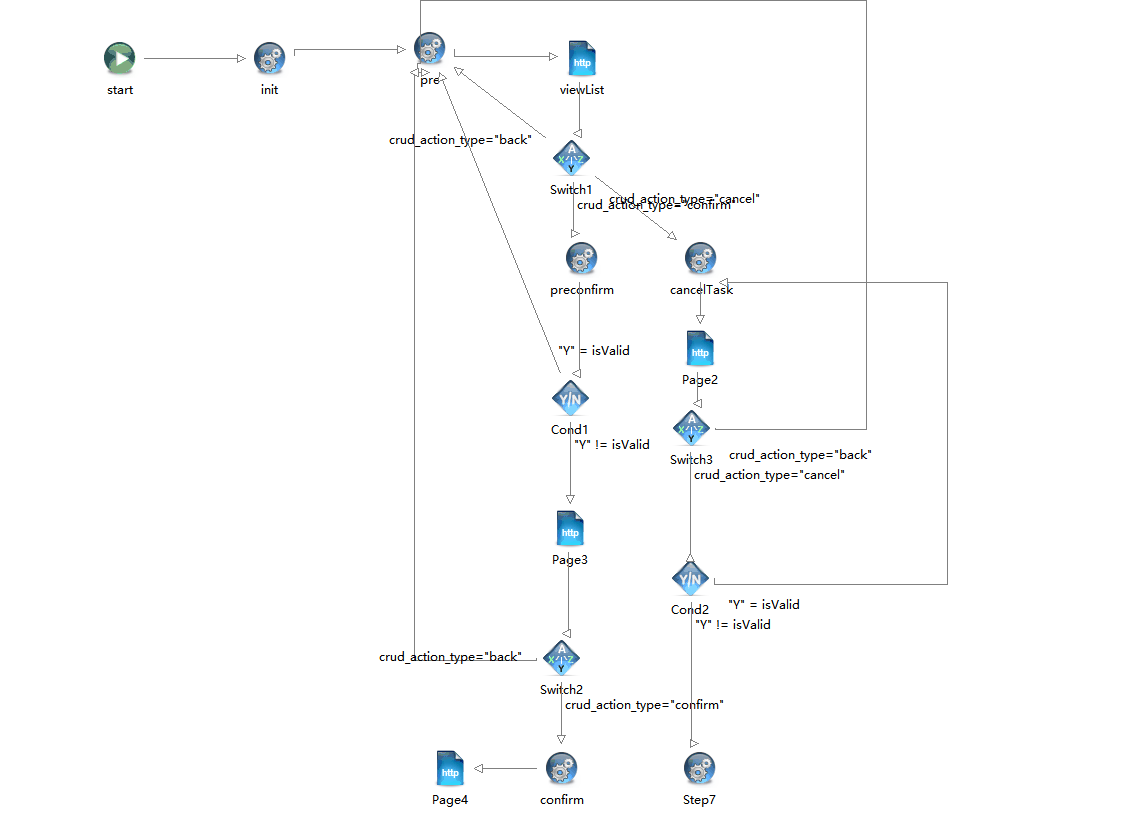 start
init
pre
http
viewList
crud_action_type="back"
A
X
Z
Y
Switch1
crud_action_type="cancel"
crud_action_type="confirm"
preconfirm
cancelTask
http
Page2
"Y" = isValid
Y/N
Cond1
"Y" != isValid
A
X
Z
Y
Switch3
crud_action_type="back"
crud_action_type="cancel"
http
Page3
Y/N
Cond2
"Y" = isValid
"Y" != isValid
crud_action_type="back"
A
X
Z
Y
Switch2
crud_action_type="confirm"
http
Page4
confirm
Step7